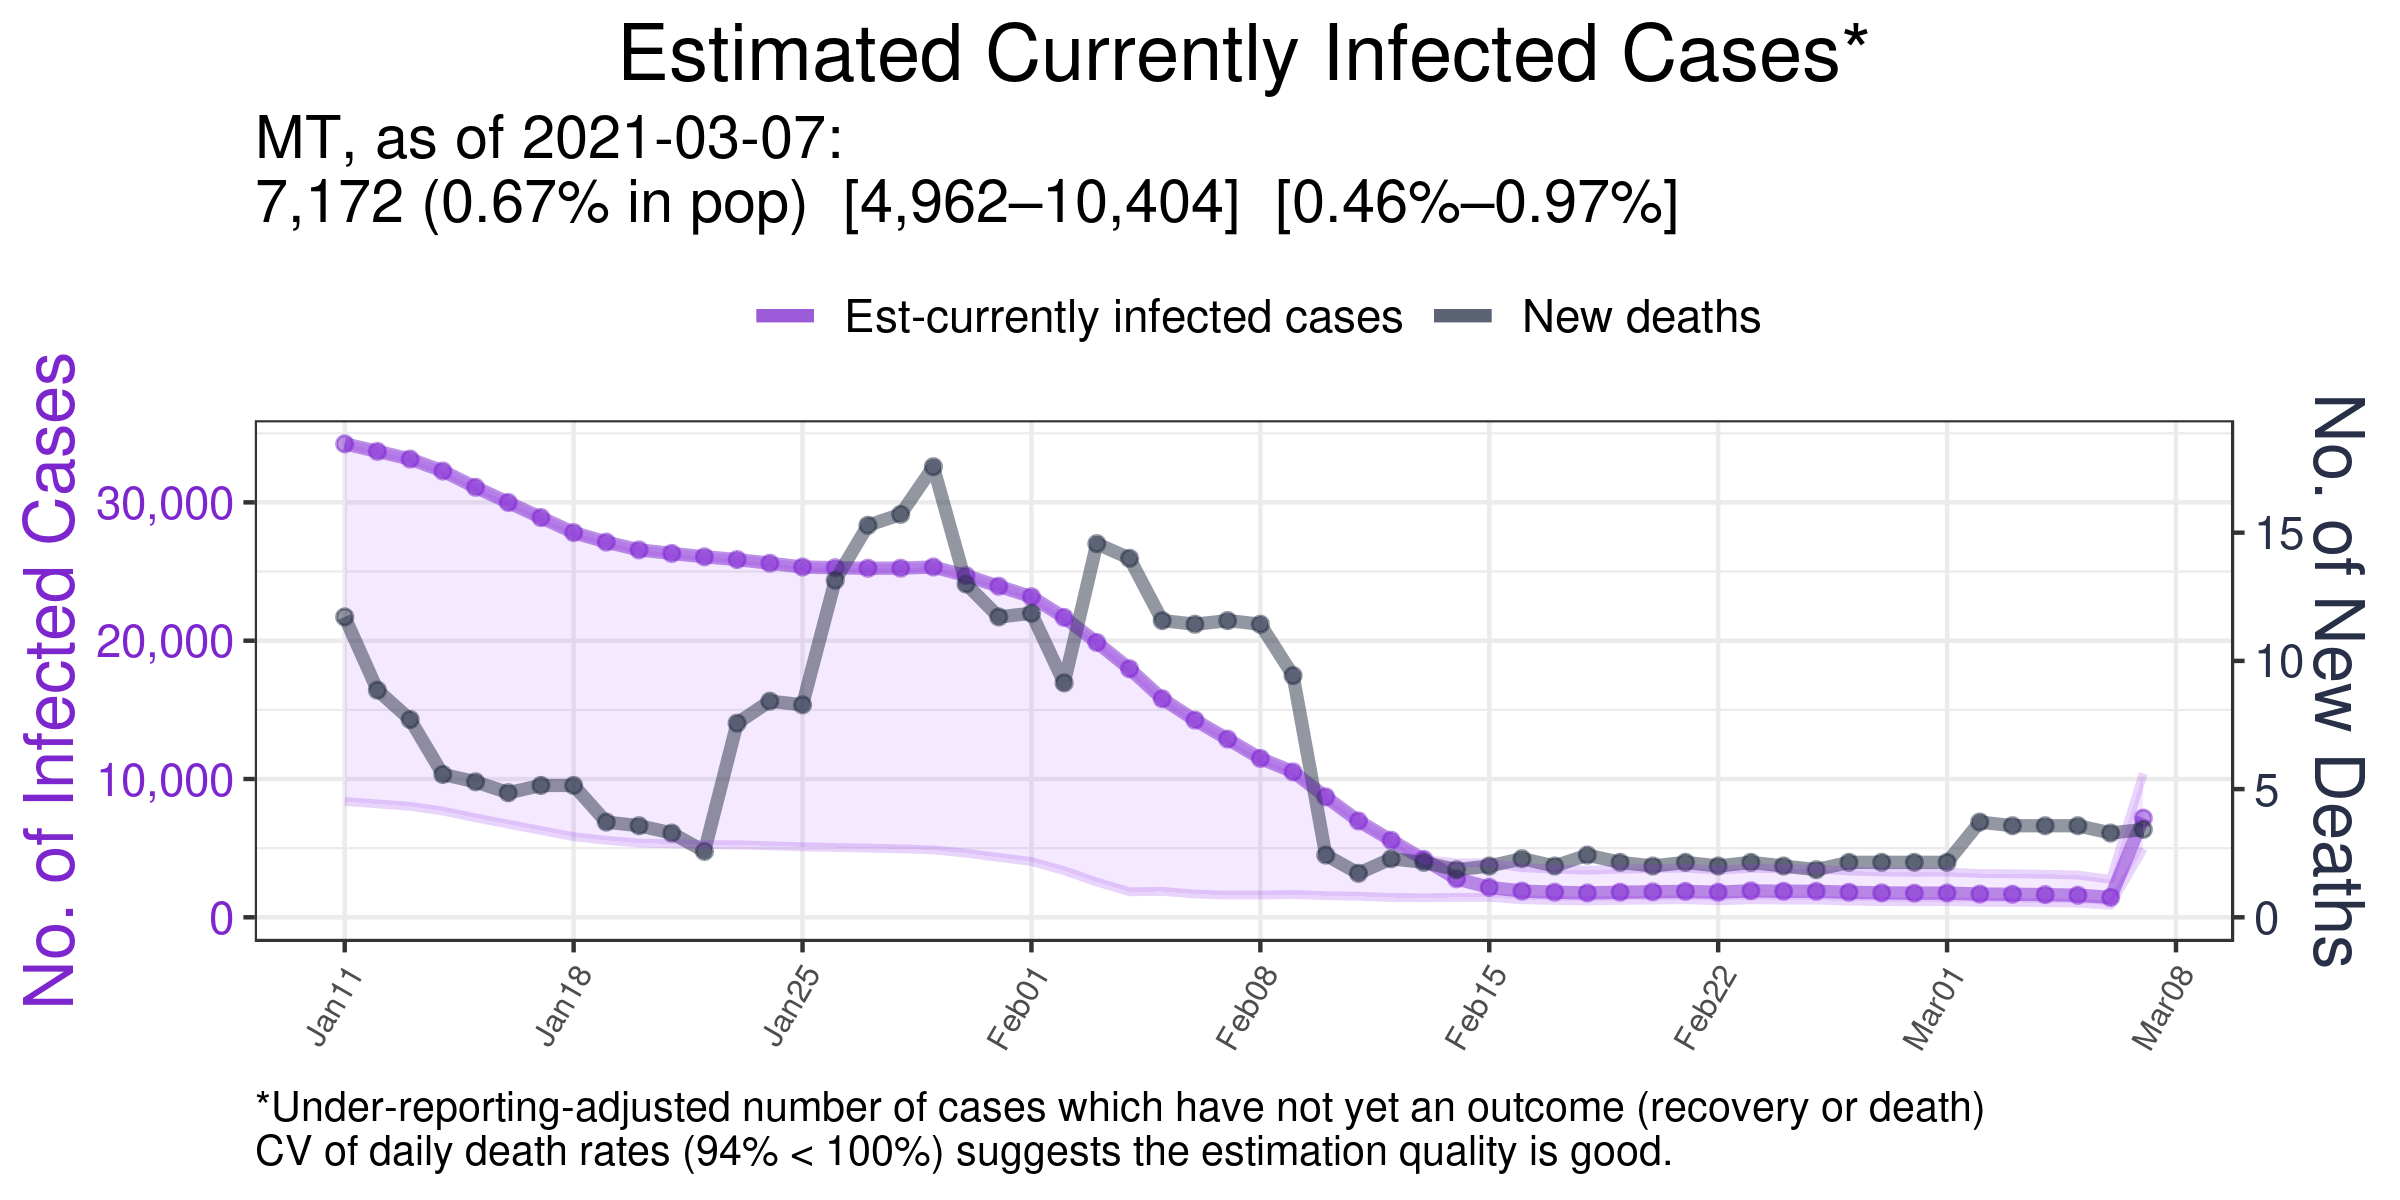 Estimated Currently Infected Cases*
MT, as of 2021-03-07:
7,172 (0.67% in pop)  [4,962–10,404]  [0.46%–0.97%]
Est-currently infected cases
New deaths
No. of Infected Cases
30,000
20,000
10,000
0
No. of New Deaths
15
10
5
0
Jan11
Jan18
Jan25
Feb01
Feb08
Feb15
Feb22
Mar01
Mar08
*Under-reporting-adjusted number of cases which have not yet an outcome (recovery or death)
CV of daily death rates (94% < 100%) suggests the estimation quality is good.